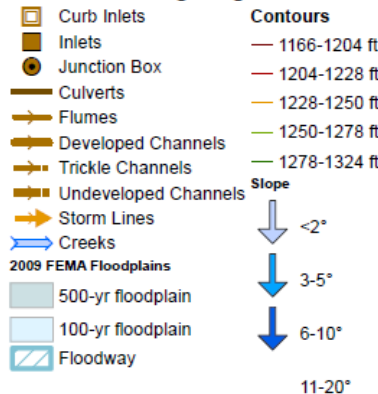 Curb Inlets
Inlets
Junction Box
Culverts
Flumes
Developed Channels
Trickle Channels
Undeveloped Channels
Storm Lines
Creeks
2009 FEMA Floodplains
500-yr floodplain
100-yr floodplain
Floodway
Contours
1166-1204 ft
1204-1228 ft
1228-1250 ft
1250-1278 ft
1278-1324 ft
Slope
<2°
3-5°
6-10°
11-20°